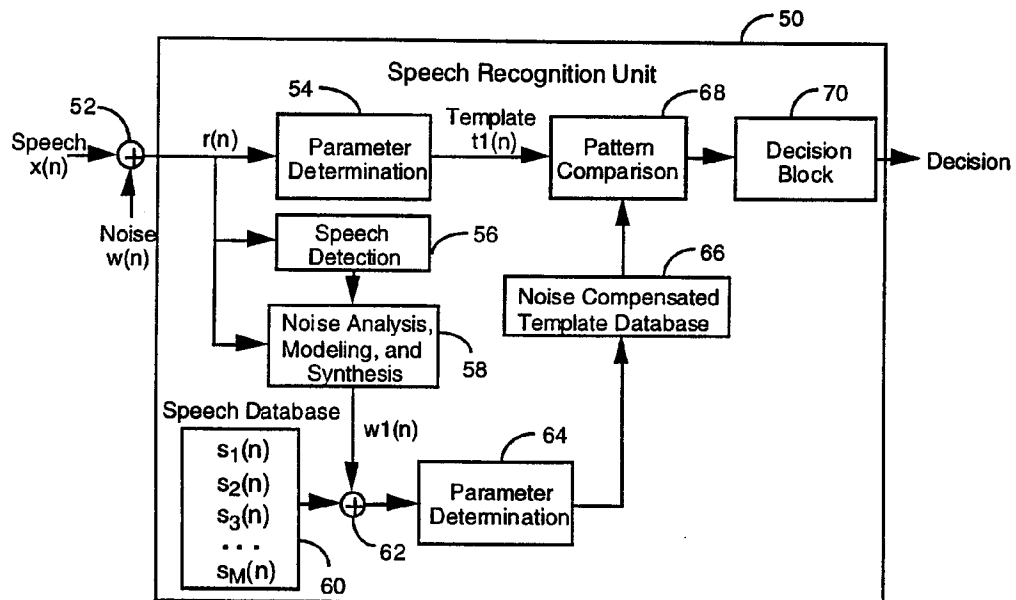 50
Speech Recognition Unit
52
54
68
70
Speech
x(n)
r(n)
Parameter
Determination
Template
t1(n)
Pattern
Comparison
Decision
Block
Decision
Noise
w(n)
Speech
Detection
56
66
Noise Analysis,
Modeling, and
Synthesis
58
Noise Compensated
Template Database
Speech Database
w1(n)
64
s1(n)
s2(n)
s3(n)
. . .
sM(n)
60
62
Parameter
Determination